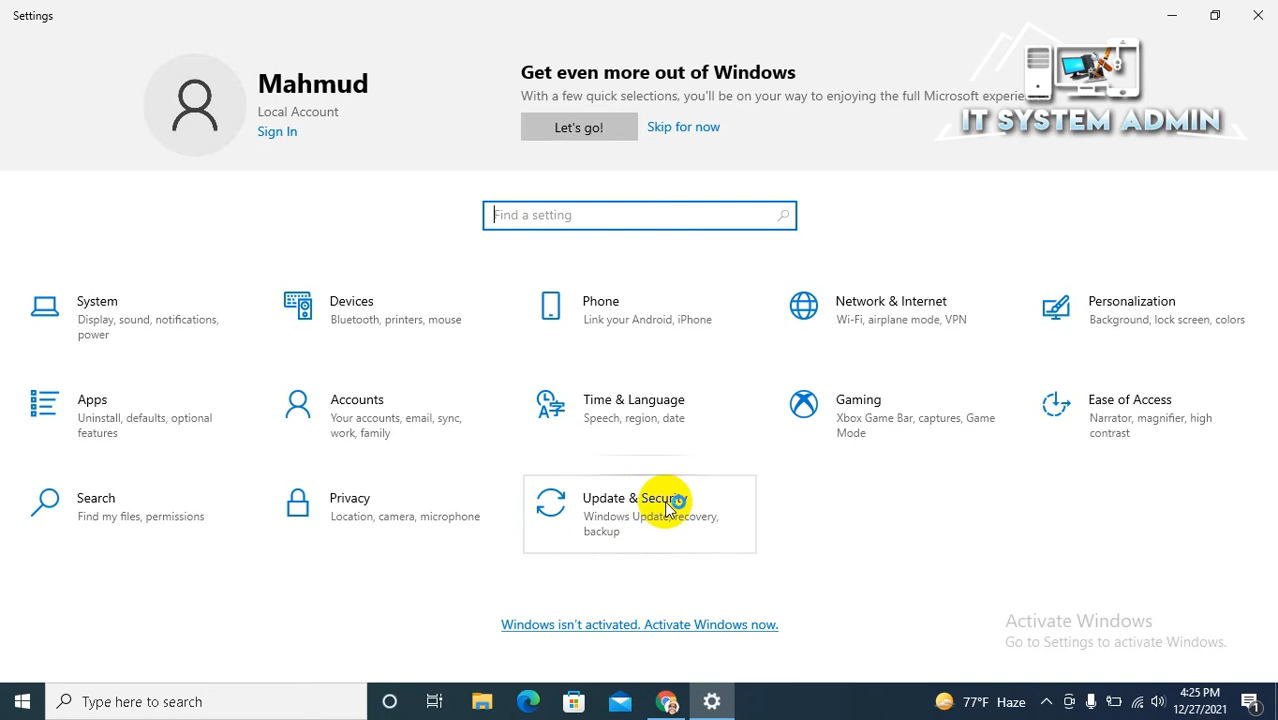 Settings
Mahmud
Local Account
Sign In
Get even more out of Windows
With a few quick selections, you'll be on your way to enjoying the full Microsoft
Let's go!
Skip for now
IT SYSTEM ADMIN
Find a setting
System
Display, sound, notifications,
power
Devices
Bluetooth, printers, mouse
Phone
Link your Android, iPhone
Network & Internet
Wi-Fi, airplane mode, VPN
Personalization
Background, lock screen, colors
Apps
Uninstall, defaults, optional
features
Accounts
Your accounts, email, sync,
work, family
Time & Language
Speech, region, date
Gaming
Xbox Game Bar, captures, Game
Mode
Ease of Access
Narrator, magnifier, high
contrast
Search
Find my files, permissions
Privacy
Location, camera, microphone
Update & Security
Windows Update, recovery,
backup
Windows isn't activated. Activate Windows now.
Activate Windows
Go to Settings to activate Windows.
Type here to search
77°F Haze
4:25 PM
12/27/2021
1